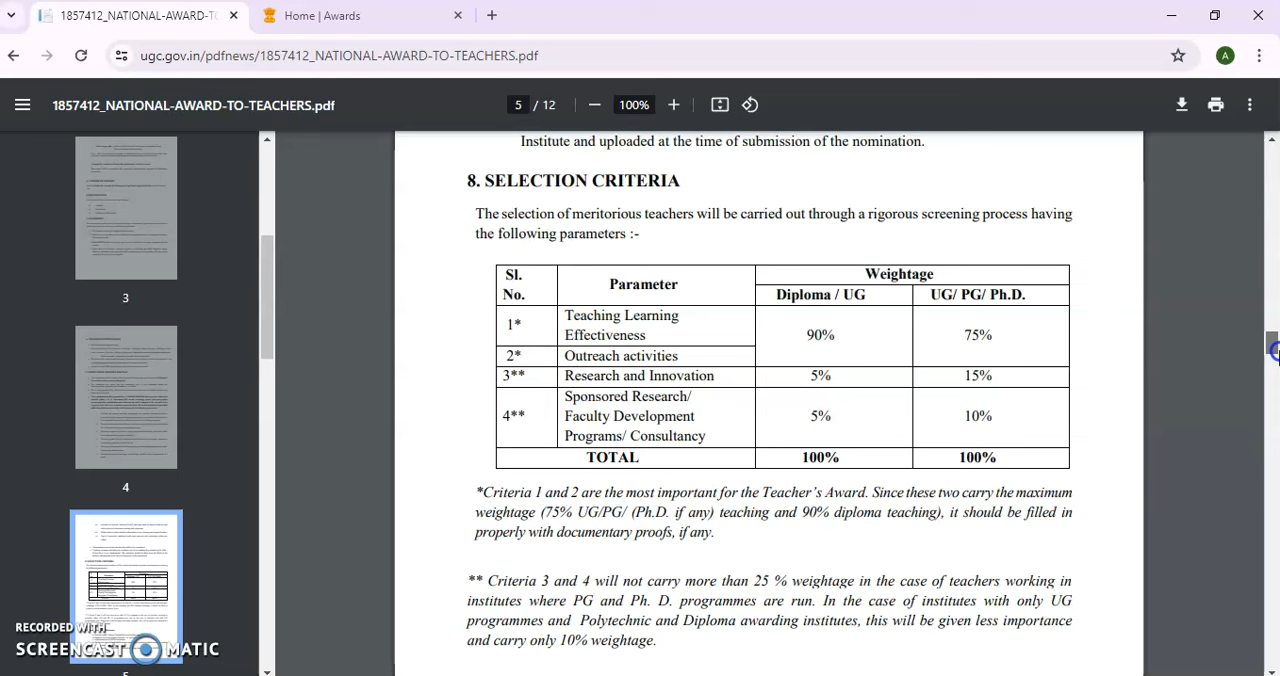 1857412_NATIONAL-AWARD-TO-T
Home | Awards
ugc.gov.in/pdfnews/1857412_NATIONAL-AWARD-TO-TEACHERS.pdf
A
1857412_NATIONAL-AWARD-TO-TEACHERS.pdf
5 / 12
100%
3
4
Institute and uploaded at the time of submission of the nomination.
8. SELECTION CRITERIA
The selection of meritorious teachers will be carried out through a rigorous screening process having
the following parameters :-
Sl. No. Parameter Weightage
Diploma / UG UG/ PG/ Ph.D.
1* Teaching Learning Effectiveness 90% 75%
2* Outreach activities
3** Research and Innovation 5% 15%
4** Sponsored Research/ Faculty Development Programs/ Consultancy 5% 10%
TOTAL 100% 100%
*Criteria 1 and 2 are the most important for the Teacher's Award. Since these two carry the maximum
weightage (75% UG/PG/ (Ph.D. if any) teaching and 90% diploma teaching), it should be filled in
properly with documentary proofs, if any.
** Criteria 3 and 4 will not carry more than 25 % weightage in the case of teachers working in
institutes where PG and Ph. D. programmes are run. In the case of institutes with only UG
programmes and Polytechnic and Diploma awarding institutes, this will be given less importance
and carry only 10% weightage.
RECORDED WITH
SCREENCAST MATIC